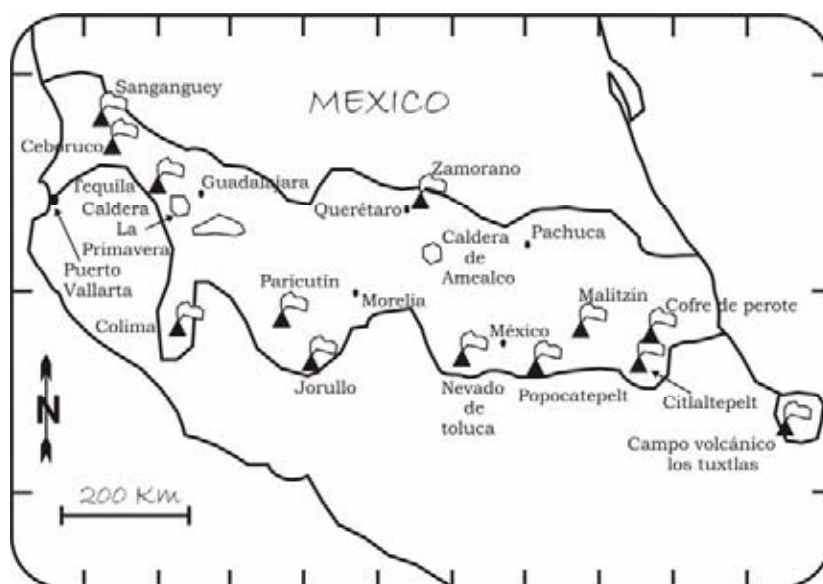 Sanganguey
MEXICO
Ceboruco
Zamorano
Tequila
Guadalajara
Caldera
La
Primavera
Querétaro
Pachuca
Caldera
de
Amealco
Puerto
Vallarta
Paricutín
Morelia
Malitzin
Cofre de perote
Colima
México
Jorullo
Nevado
de
toluca
Popocatepelt
Citlaltepelt
N
Campo volcánico
los tuxtlas
200 Km